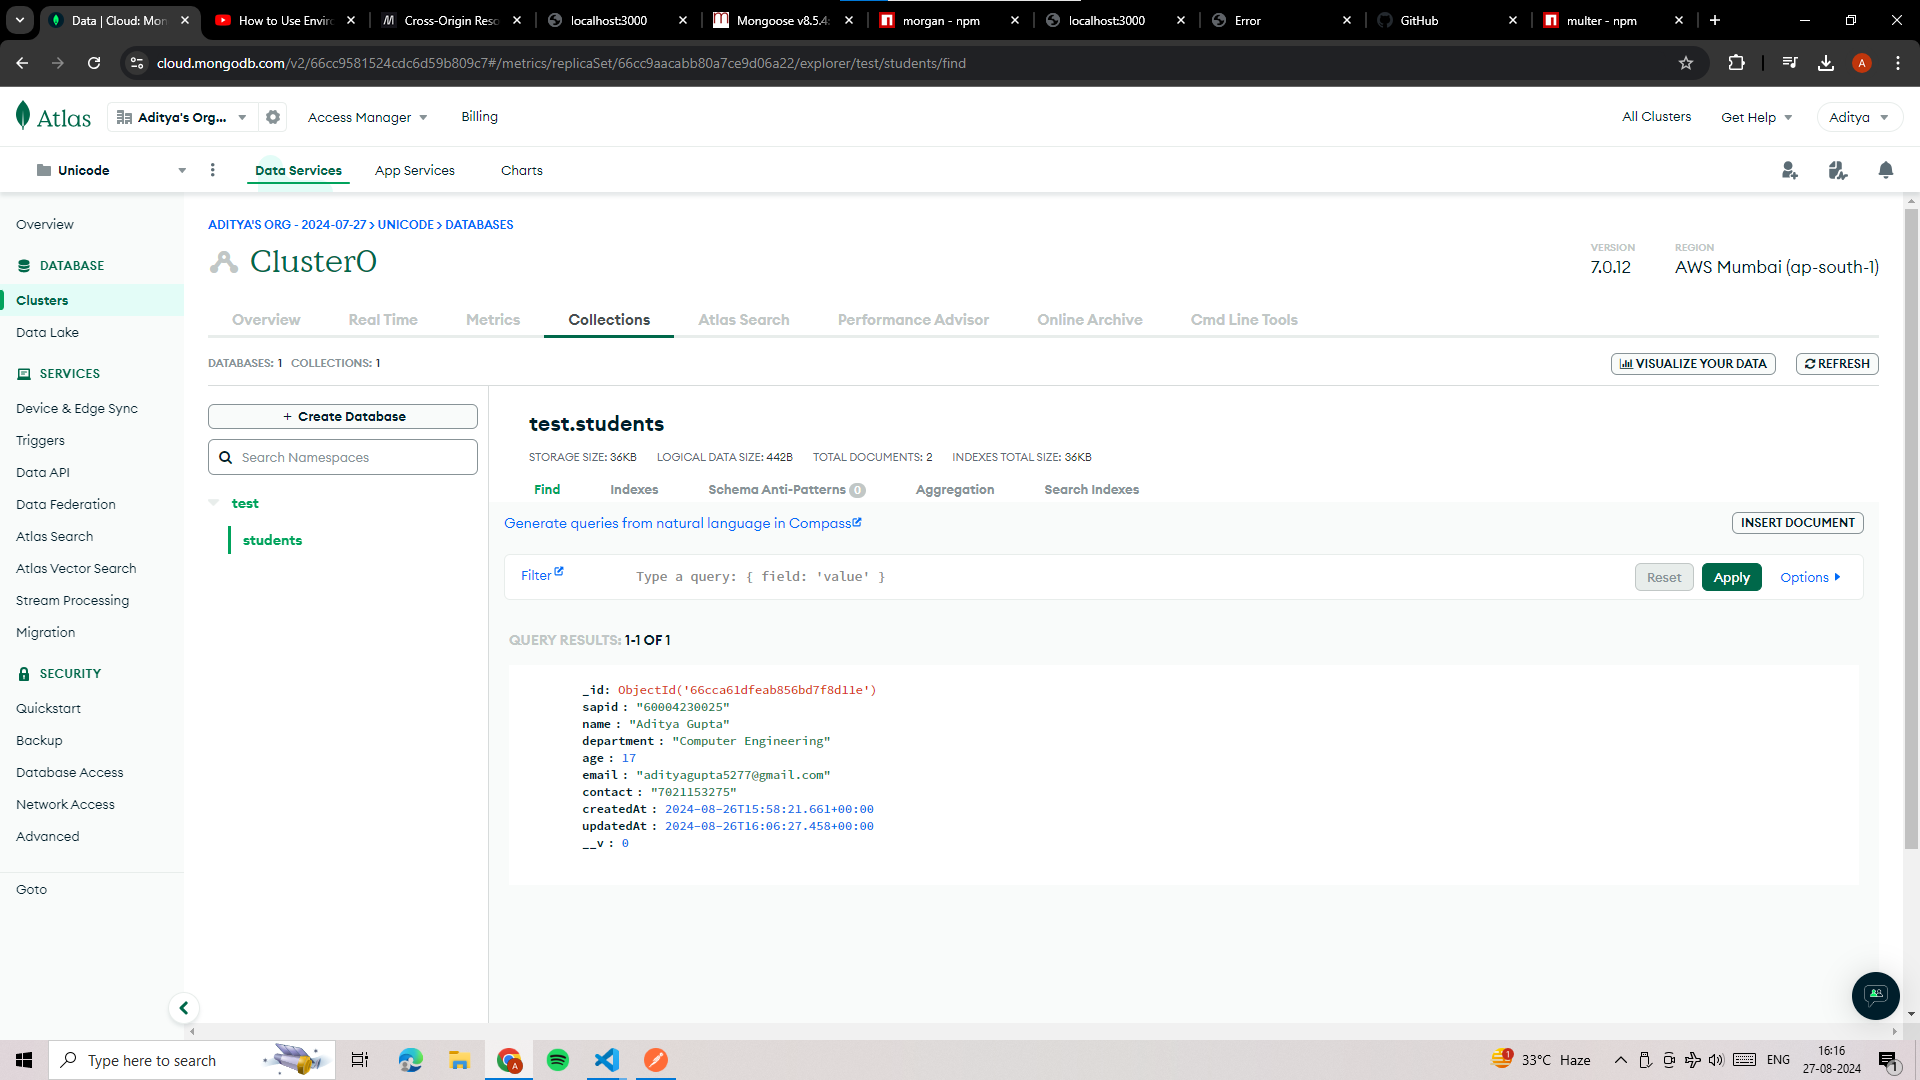 Data | Cloud: Mon
How to Use Enviro
Cross-Origin Reso
localhost:3000
Mongoose v8.5.4:
morgan - npm
localhost:3000
Error
GitHub
multer - npm
cloud.mongodb.com/v2/66cc9581524cdc6d59b809c7#/metrics/replicaSet/66cc9aacabb80a7ce9d06a22/explorer/test/students/find
A
Atlas
Aditya's Org...
Access Manager
Billing
All Clusters
Get Help
Aditya
Unicode
Data Services
App Services
Charts
Overview
DATABASE
Clusters
Data Lake
SERVICES
Device & Edge Sync
Triggers
Data API
Data Federation
Atlas Search
Atlas Vector Search
Stream Processing
Migration
SECURITY
Quickstart
Backup
Database Access
Network Access
Advanced
Goto
ADITYA'S ORG - 2024-07-27 > UNICODE > DATABASES
Cluster0
VERSION
7.0.12
REGION
AWS Mumbai (ap-south-1)
Overview
Real Time
Metrics
Collections
Atlas Search
Performance Advisor
Online Archive
Cmd Line Tools
DATABASES: 1 COLLECTIONS: 1
VISUALIZE YOUR DATA
REFRESH
+ Create Database
Search Namespaces
test
students
test.students
STORAGE SIZE: 36KB LOGICAL DATA SIZE: 442B TOTAL DOCUMENTS: 2 INDEXES TOTAL SIZE: 36KB
Find
Indexes
Schema Anti-Patterns 0
Aggregation
Search Indexes
Generate queries from natural language in Compass
INSERT DOCUMENT
Filter
Type a query: { field: 'value' }
Reset
Apply
Options
QUERY RESULTS: 1-1 OF 1
_id: ObjectId('66cca61dfeab856bd7f8d11e')
sapid : "60004230025"
name : "Aditya Gupta"
department : "Computer Engineering"
age : 17
email : "adityagupta5277@gmail.com"
contact : "7021153275"
createdAt : 2024-08-26T15:58:21.661+00:00
updatedAt : 2024-08-26T16:06:27.458+00:00
__v : 0
Type here to search
A
1
33°C Haze
ENG
16:16
27-08-2024
1